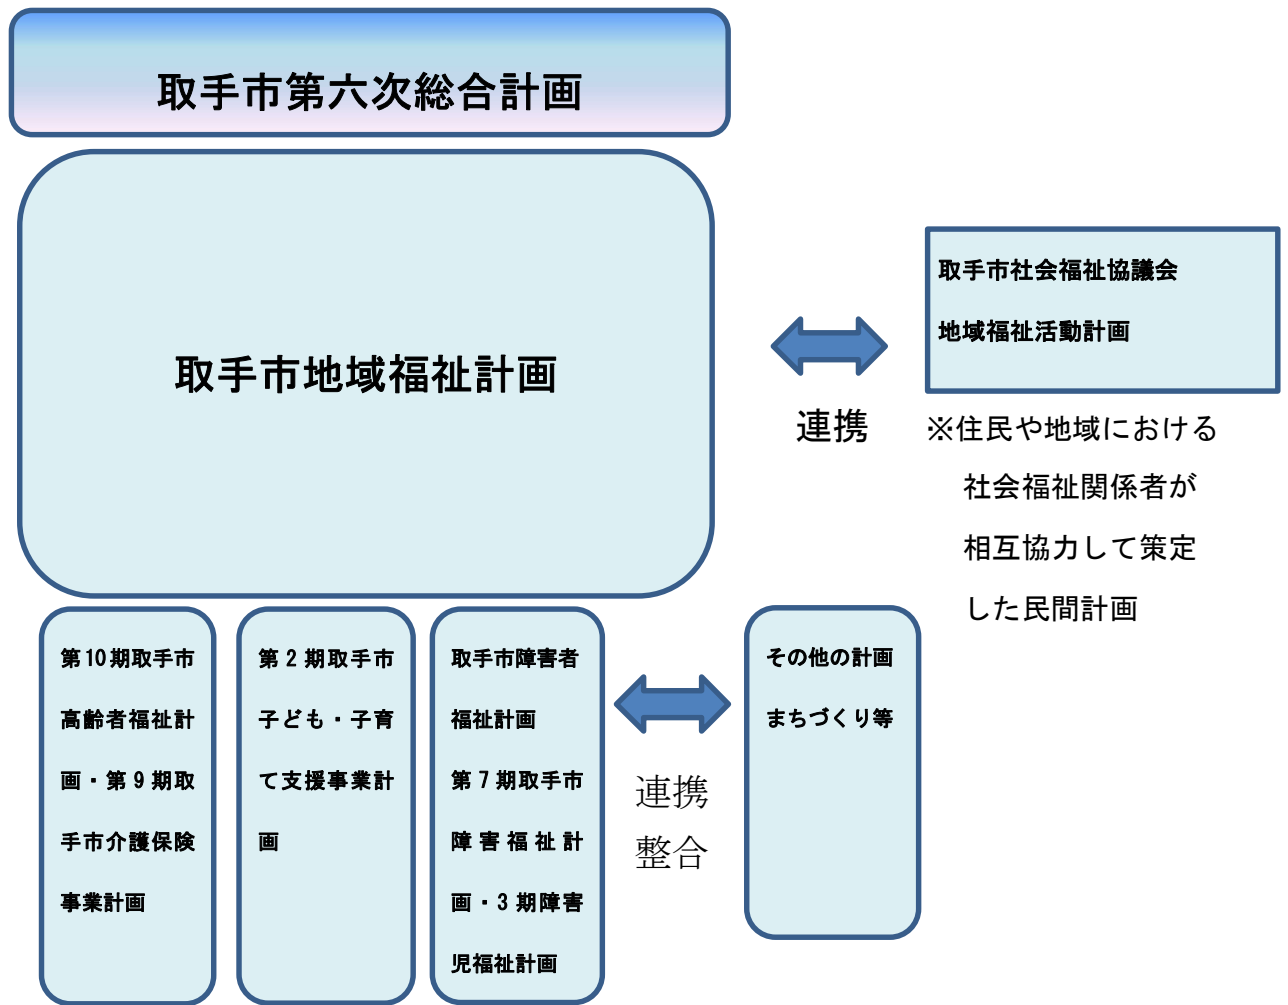 取手市第六次総合計画
取手市地域福祉計画
連携
取手市社会福祉協議会
地域福祉活動計画
※住民や地域における
社会福祉関係者が
相互協力して策定
した民間計画
第10期取手市
高齢者福祉計
画・第9期取
手市介護保険
事業計画
第2期取手市
子ども・子育
て支援事業計
画
取手市障害者
福祉計画
第7期取手市
障害福祉計
画・3期障害
児福祉計画
連携
整合
その他の計画
まちづくり等